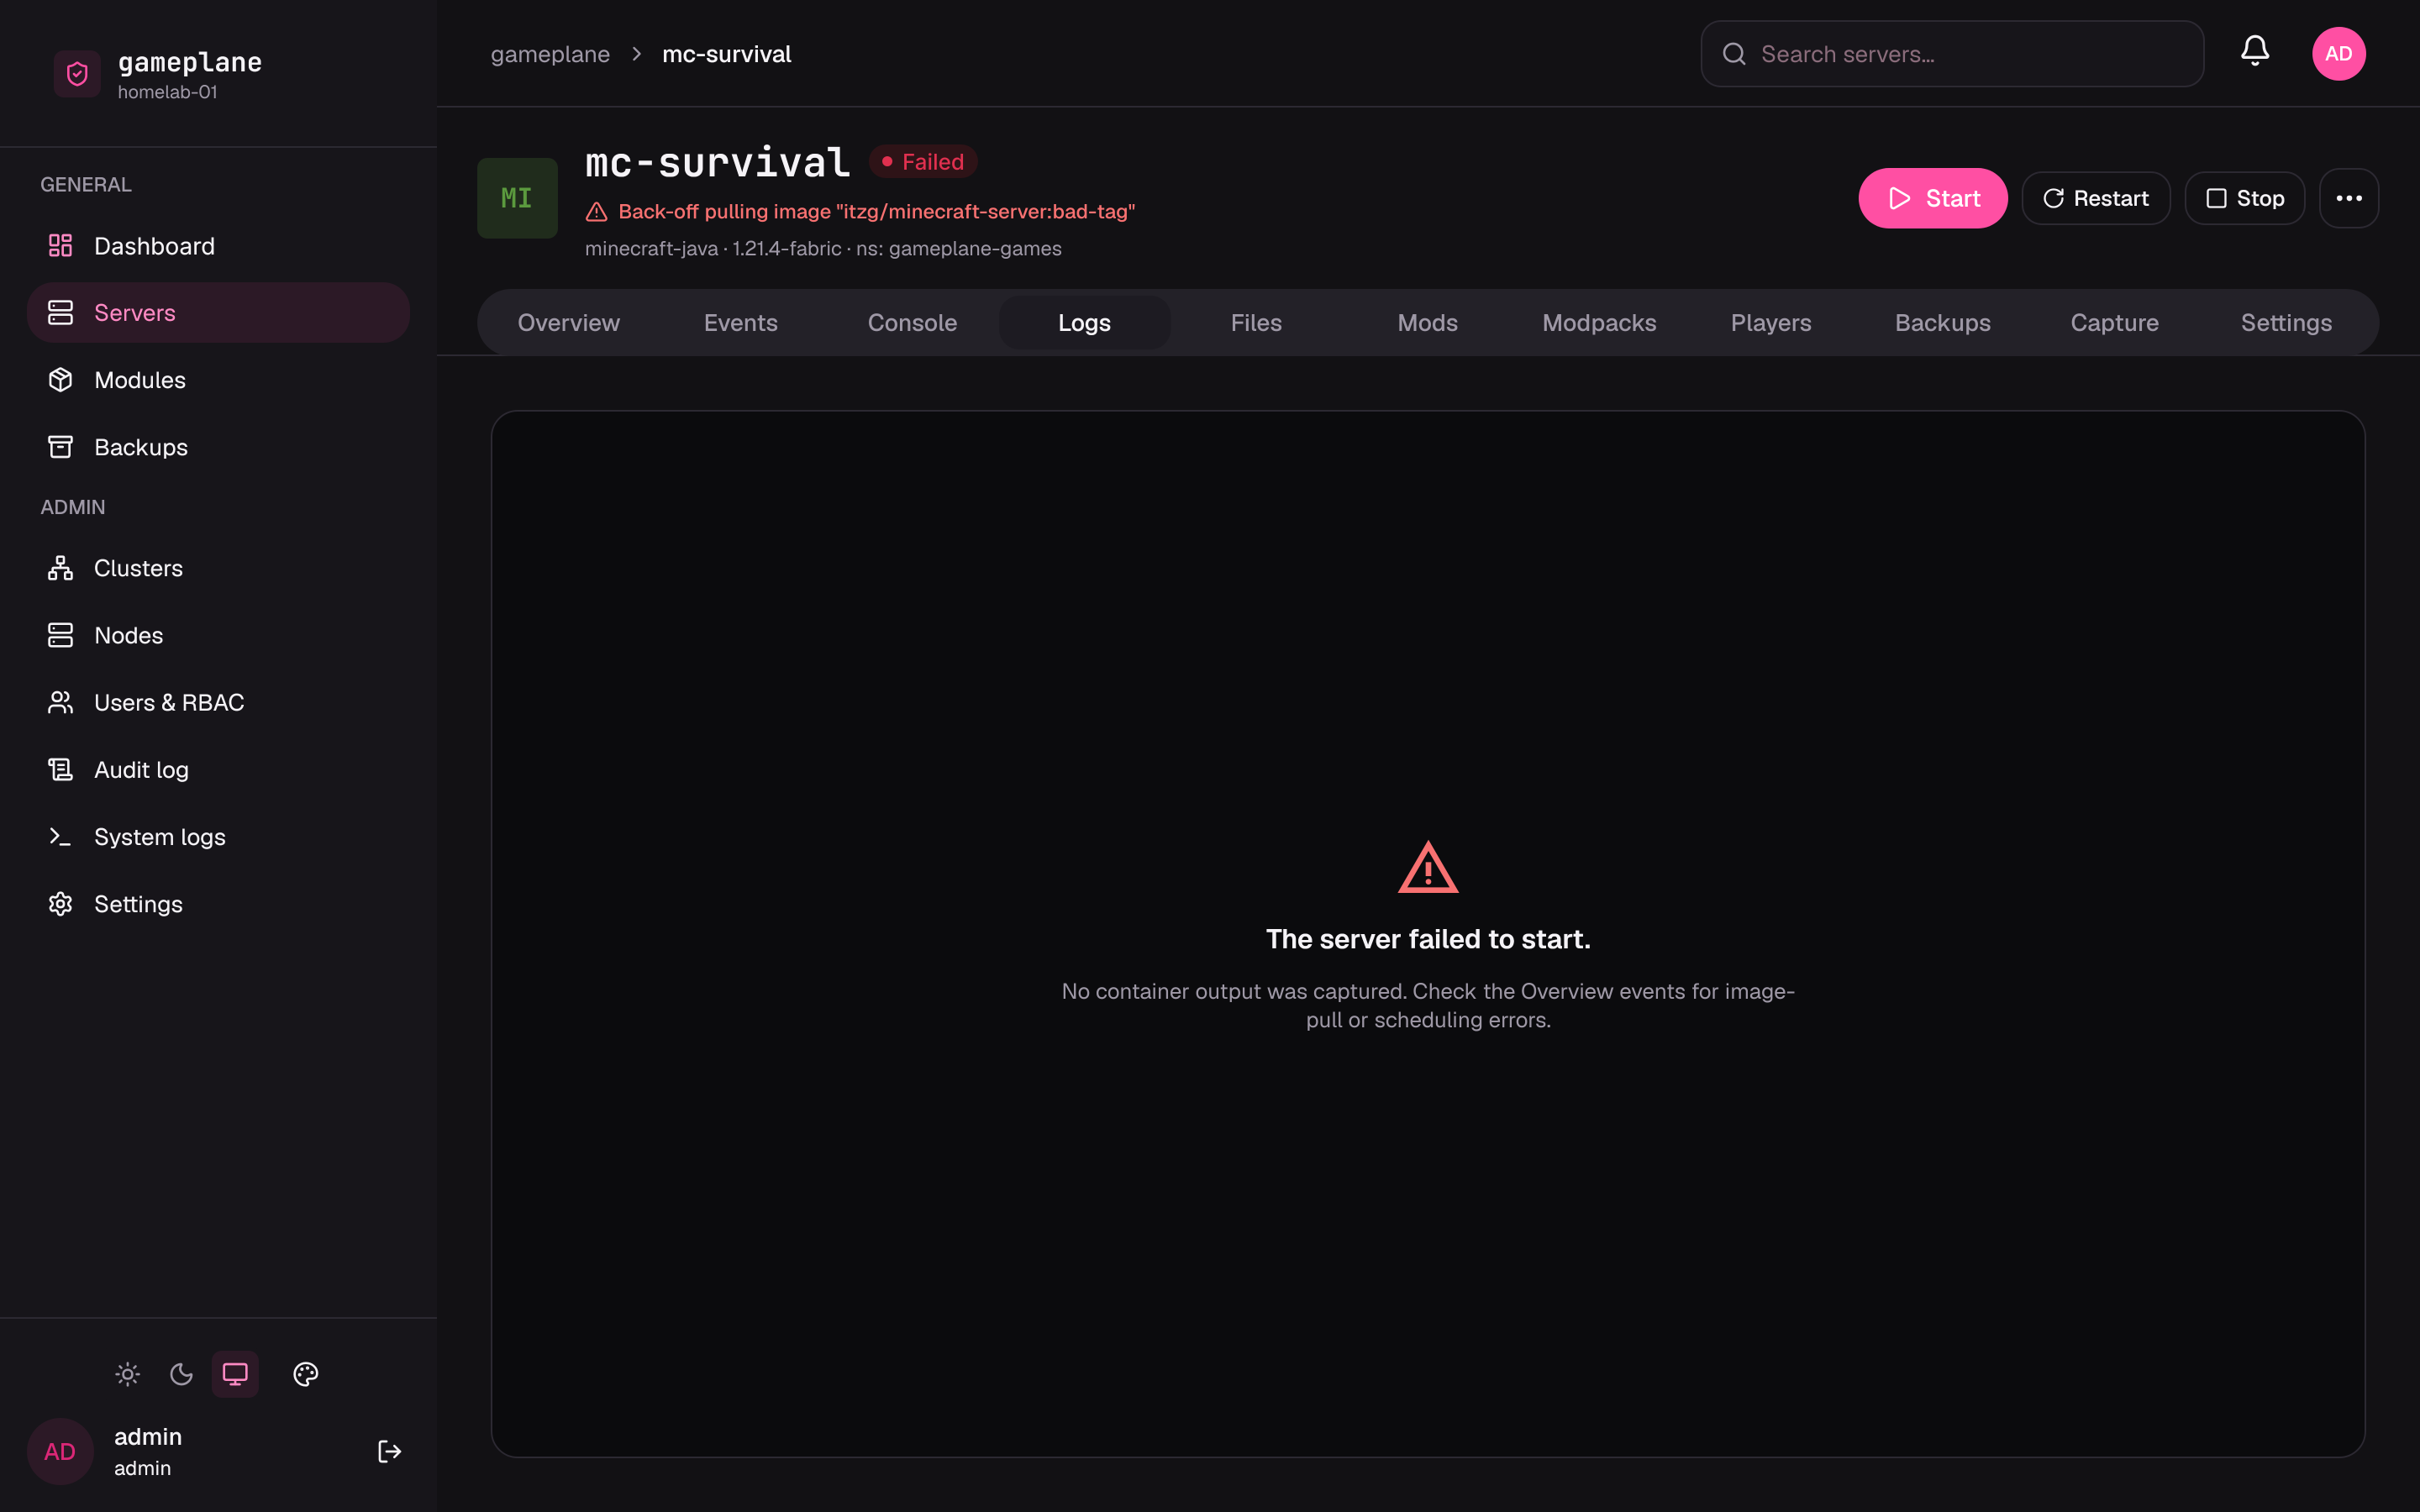 gameplane
homelab-01
GENERAL
Dashboard
Servers
Modules
Backups
ADMIN
Clusters
Nodes
Users & RBAC
Audit log
System logs
Settings
AD
admin
admin
gameplane > mc-survival
Search servers...
AD
MI
mc-survival
Failed
Back-off pulling image "itzg/minecraft-server:bad-tag"
minecraft-java · 1.21.4-fabric · ns: gameplane-games
Start
Restart
Stop
Overview
Events
Console
Logs
Files
Mods
Modpacks
Players
Backups
Capture
Settings
The server failed to start.
No container output was captured. Check the Overview events for image-
pull or scheduling errors.